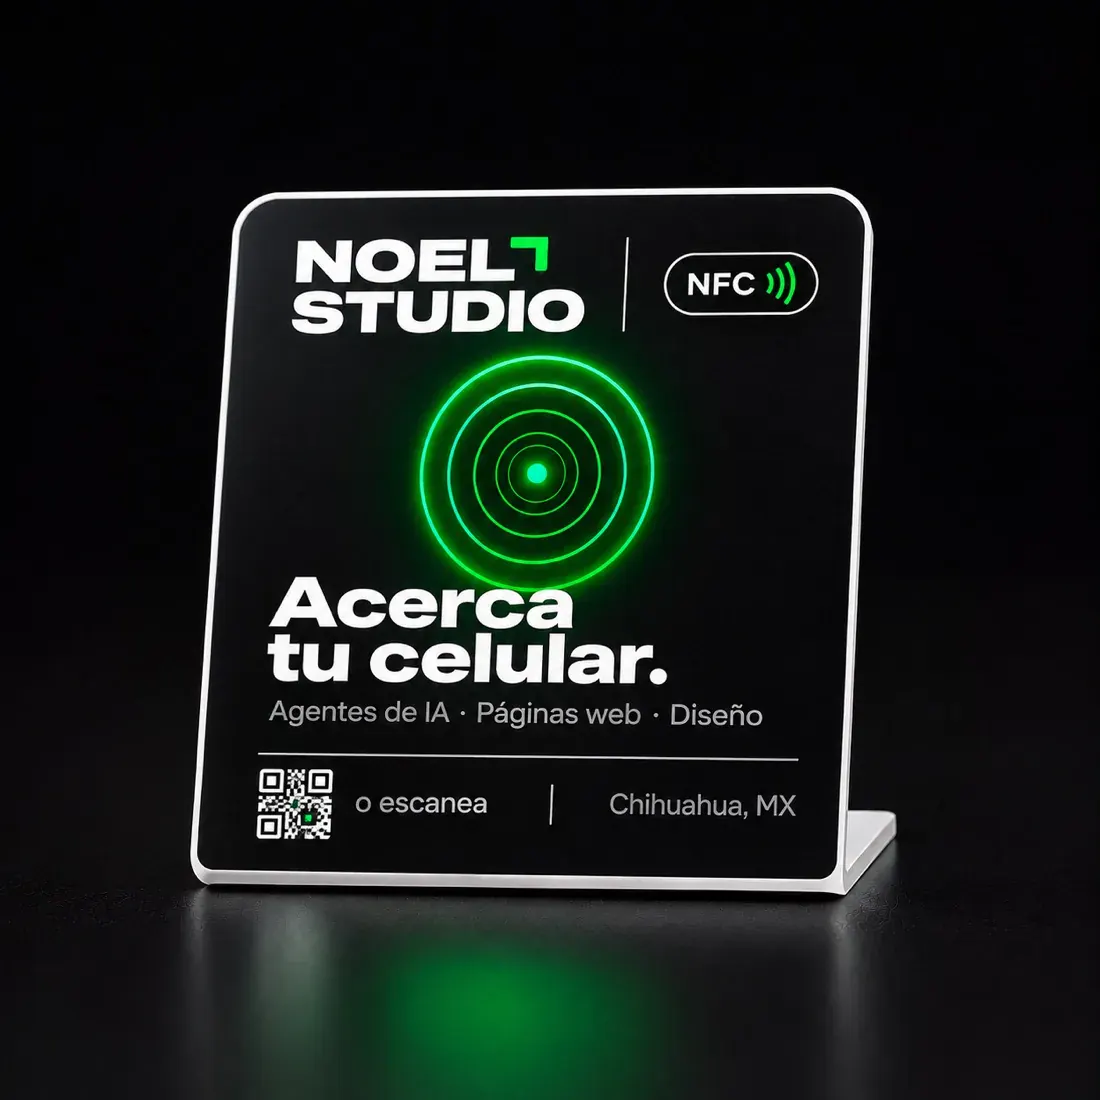 NOEL
STUDIO
NFC
Acerca
tu celular.
Agentes de IA · Páginas web · Diseño
o escanea
Chihuahua, MX